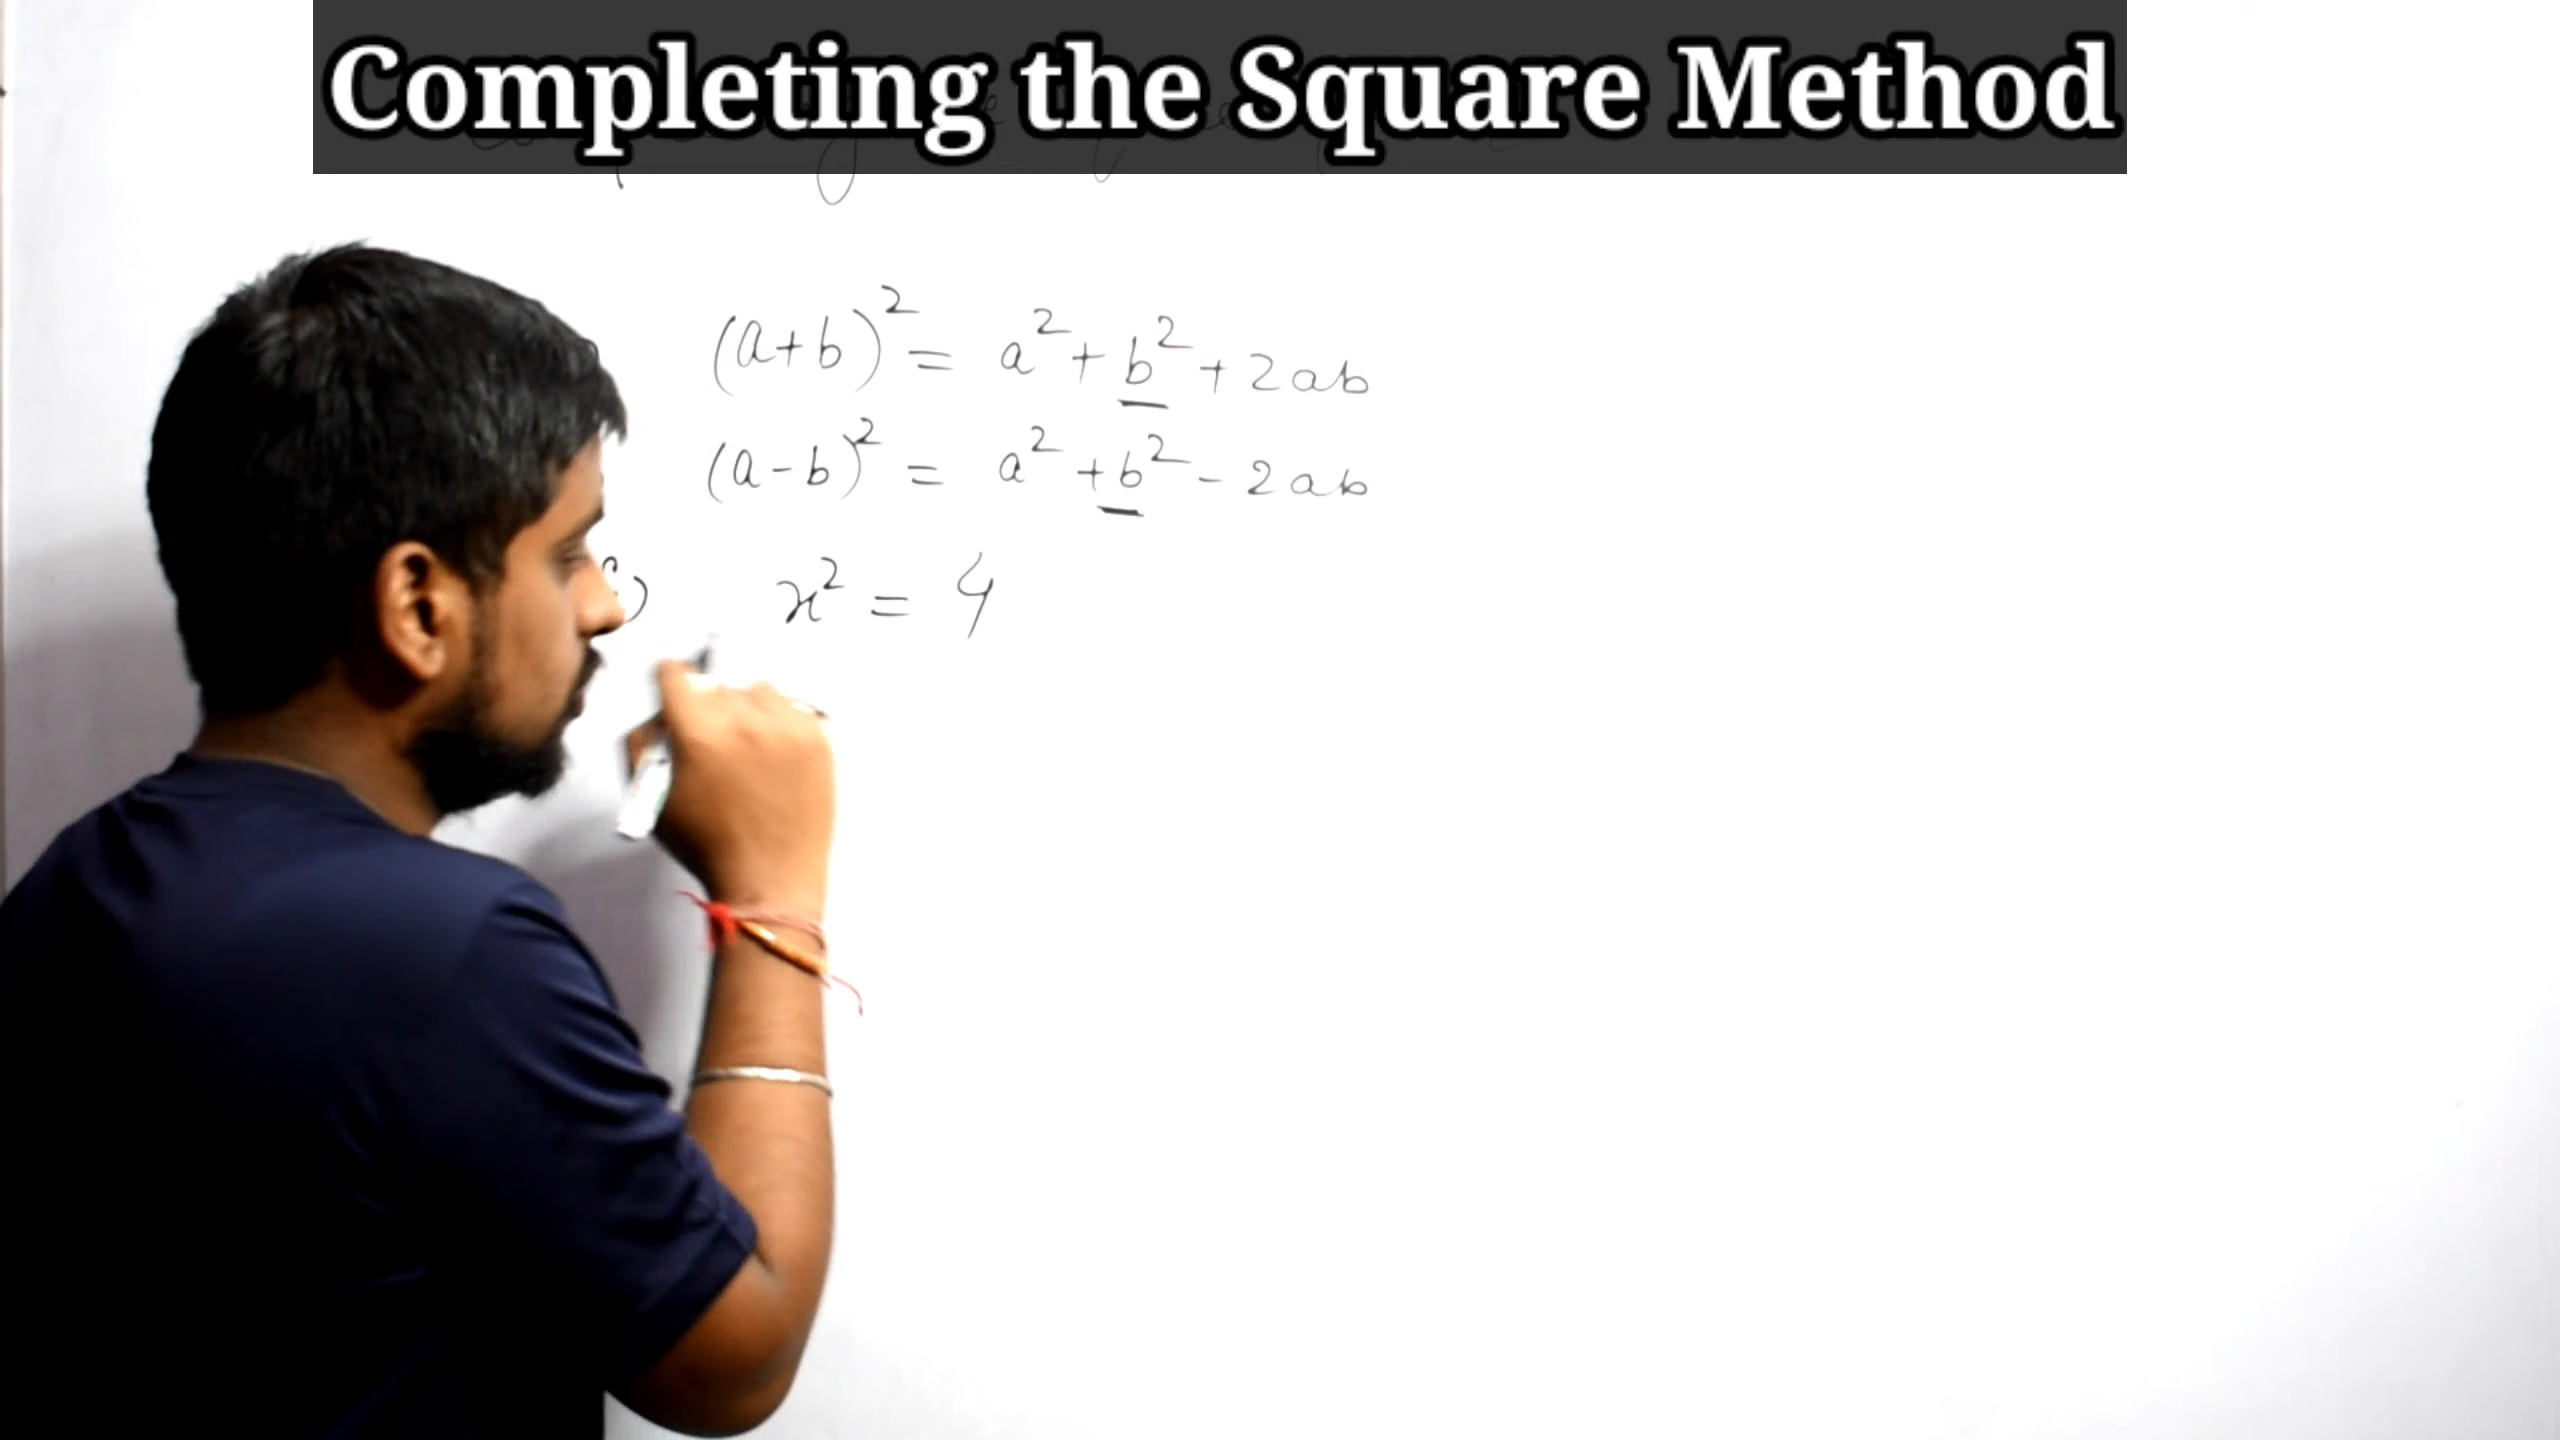 Completing the Square Method
(a+b)² = a² + b² + 2ab
(a-b)² = a² + b² - 2ab
x² = 4